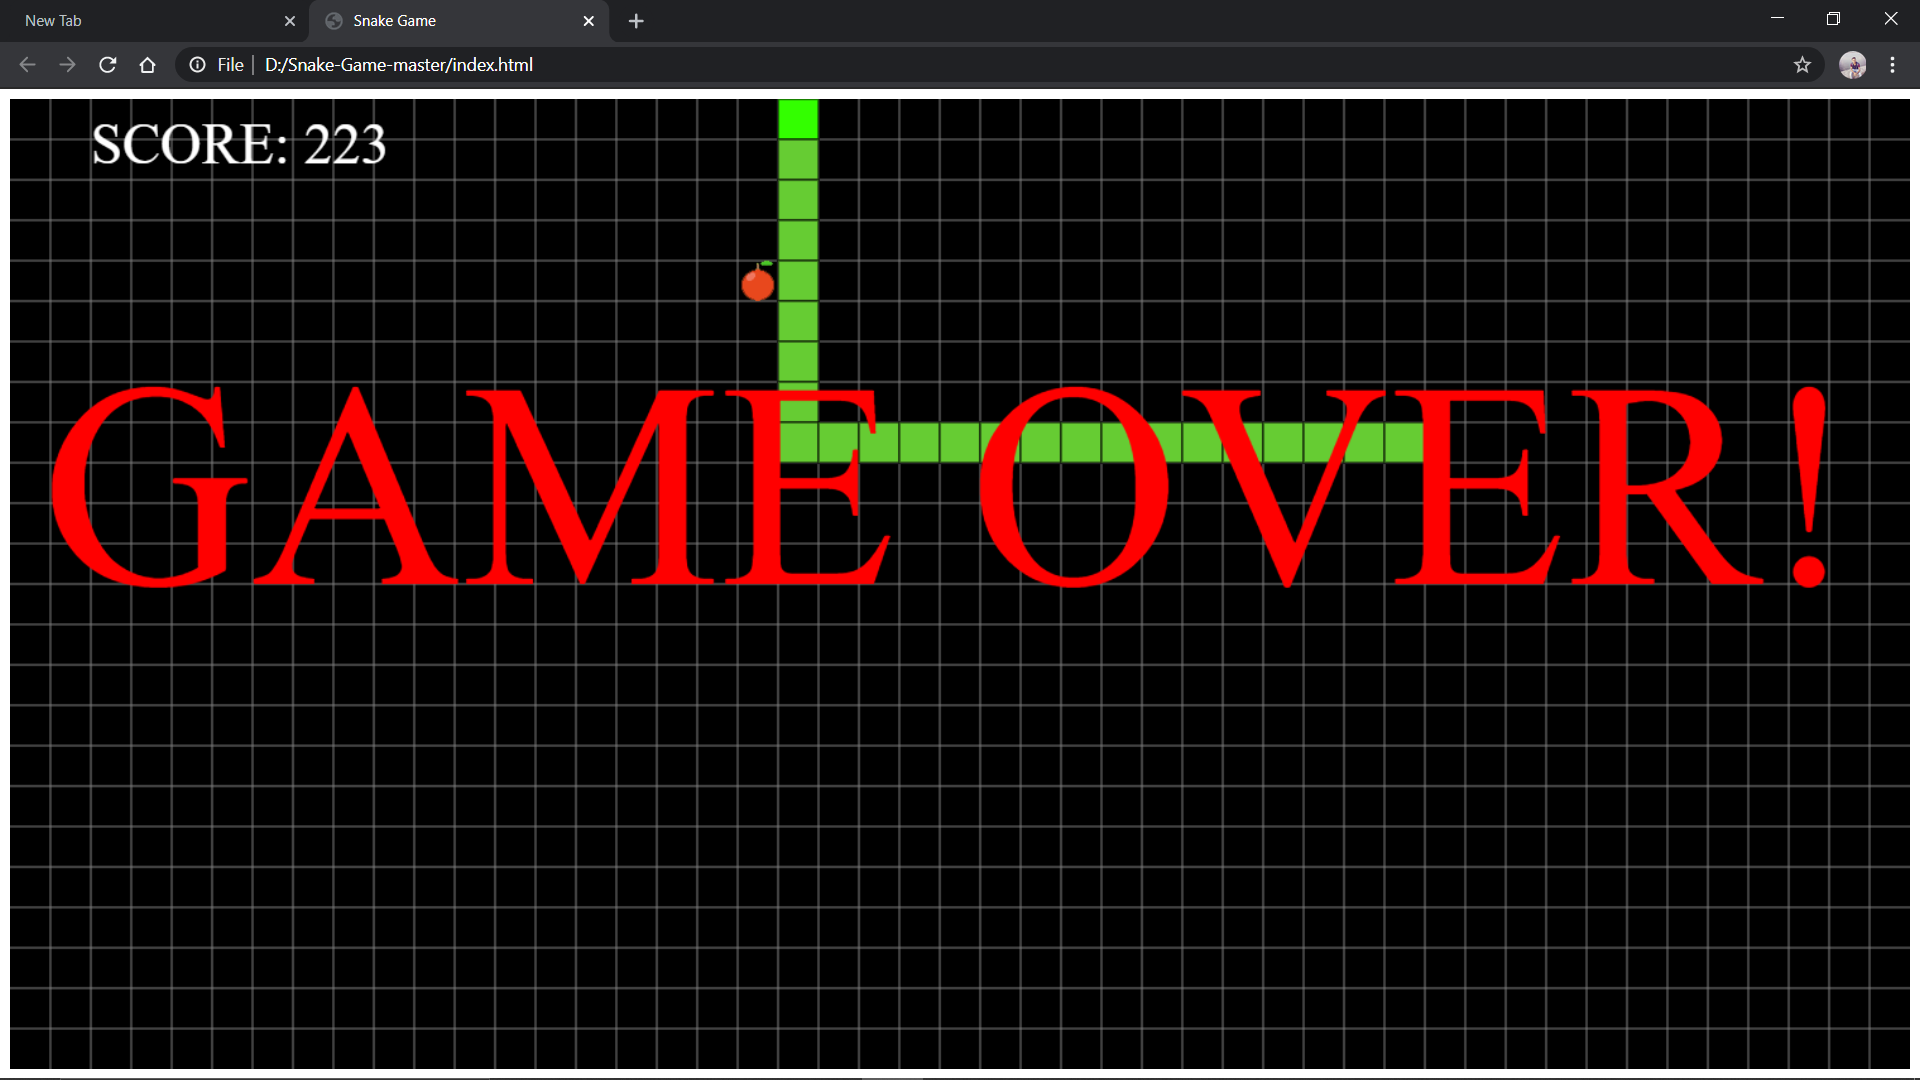 New Tab
Snake Game
File
D:/Snake-Game-master/index.html
SCORE: 223
GAME OVER!